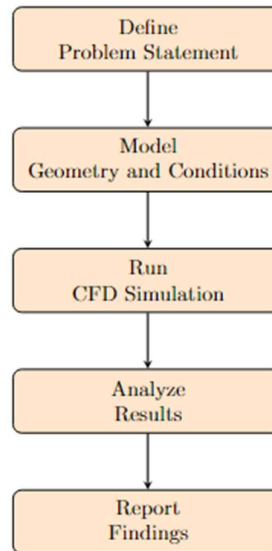 Define
Problem Statement
Model
Geometry and Conditions
Run
CFD Simulation
Analyze
Results
Report
Findings